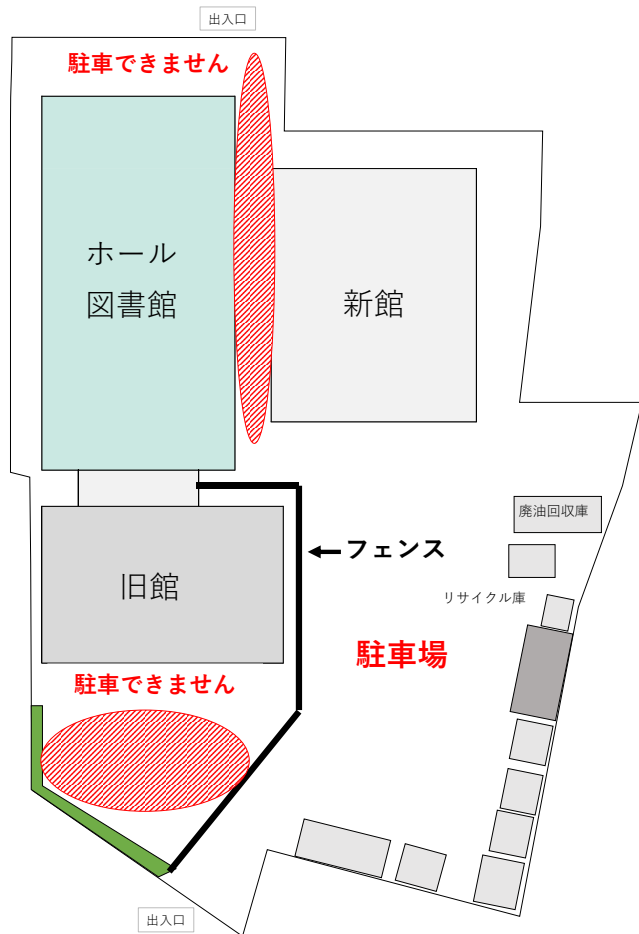 出入口
駐車できません
ホール
図書館
新館
廃油回収庫
フェンス
旧館
リサイクル庫
駐車場
駐車できません
出入口